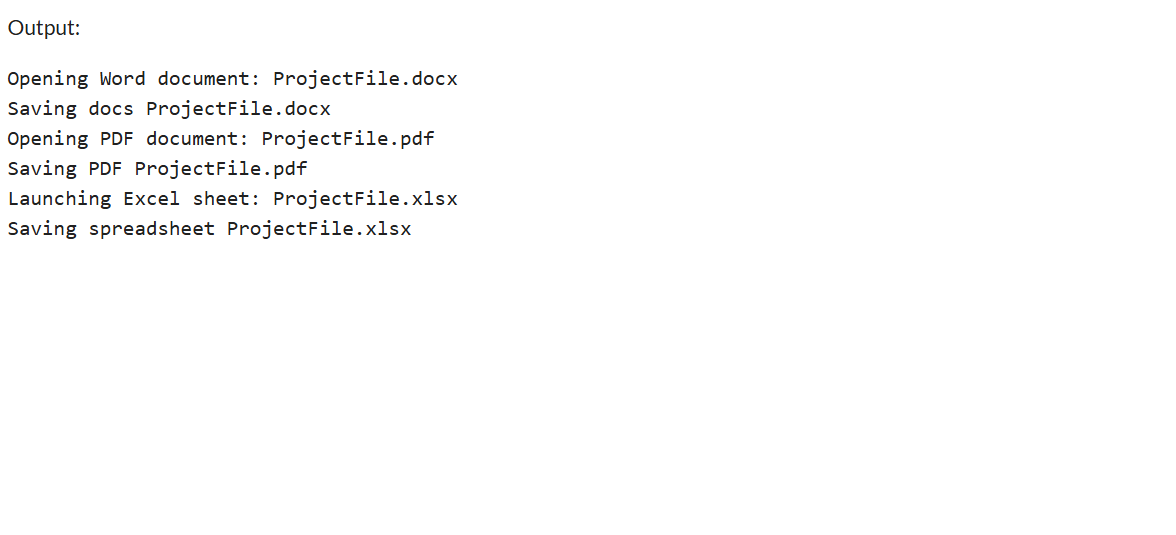 Output:
Opening Word document: ProjectFile.docx
Saving docs ProjectFile.docx
Opening PDF document: ProjectFile.pdf
Saving PDF ProjectFile.pdf
Launching Excel sheet: ProjectFile.xlsx
Saving spreadsheet ProjectFile.xlsx